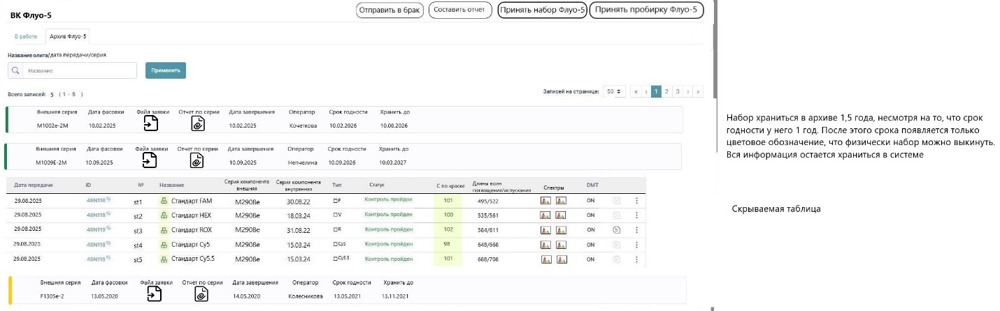 ВК Флуо-5
Отправить в брак
Составить отчет
Принять набор Флуо-5
Принять пробирку Флуо-5
В работе
Архив Флуо-5
Название олига/дата передачи/серия
Название
Применить
Всего записей: 5 ( 1 - 5 )
Записей на странице: 50 « ‹ 1 2 3 › »
Внешняя серия Дата фасовки Файл заявки Отчет по серии Дата завершения Оператор Срок годности Хранить до
М1002е-2М 10.02.2025 10.02.2025 Кочеткова 10.02.2026 10.08.2026
Набор храниться в архиве 1,5 года, несмотря на то, что срок
годности у него 1 год. После этого срока появляется только
цветовое обозначение, что физически набор можно выкинуть.
Вся информация остается храниться в системе
Внешняя серия Дата фасовки Файл заявки Отчет по серии Дата завершения Оператор Срок годности Хранить до
М1009Е-2М 10.09.2025 10.09.2025 Непчелина 10.09.2026 10.03.2027
Дата передачи ID № Название Серия компонента внешняя Серия компонента внутренняя Тип Статус С по краске Длины волн поглощения/испускания Спектры DMT
29.08.2025 48N118 st1 Стандарт FAM М2908е 30.08.22 F Контроль пройден 101 495/522 ON
29.08.2025 48N118 st2 Стандарт HEX М2908е 18.03.24 V Контроль пройден 100 535/561 ON
29.08.2025 48N119 st3 Стандарт ROX М2908е 31.08.22 R Контроль пройден 102 584/611 ON
29.08.2025 48N118 st4 Стандарт Cy5 М2908е 15.03.24 Cy5 Контроль пройден 98 648/668 ON
29.08.2025 48N118 st5 Стандарт Cy5.5 М2908е 15.03.24 Cy5.5 Контроль пройден 101 688/708 ON
Скрываемая таблица
Внешняя серия Дата фасовки Файл заявки Отчет по серии Дата завершения Оператор Срок годности Хранить до
F1305е-2 13.05.2020 14.05.2020 Колесникова 13.05.2021 13.11.2021